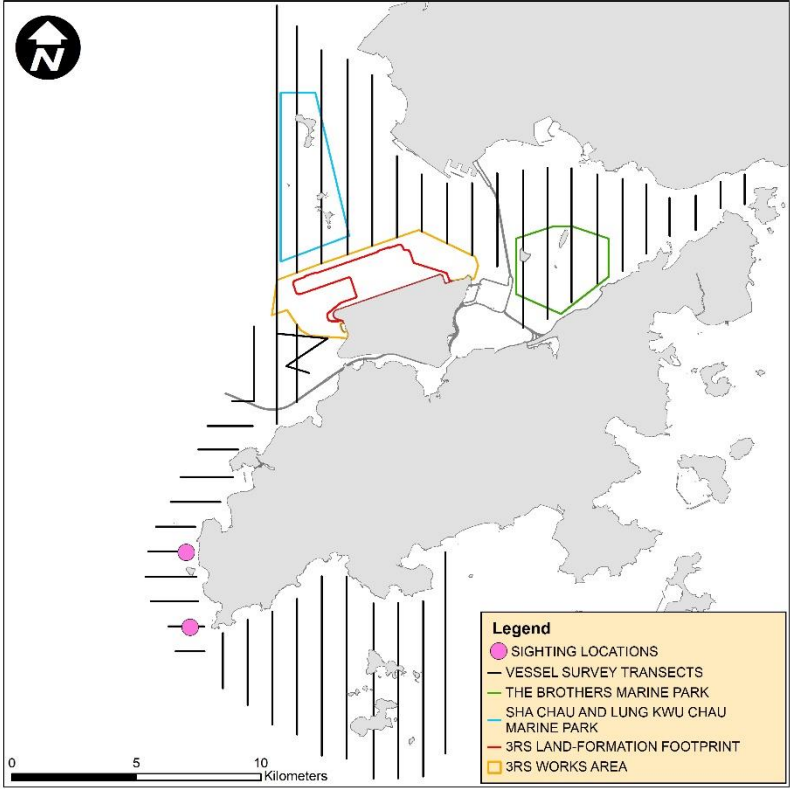 N
Legend
SIGHTING LOCATIONS
VESSEL SURVEY TRANSECTS
THE BROTHERS MARINE PARK
SHA CHAU AND LUNG KWU CHAU
MARINE PARK
3RS LAND-FORMATION FOOTPRINT
3RS WORKS AREA
0 5 10
Kilometers